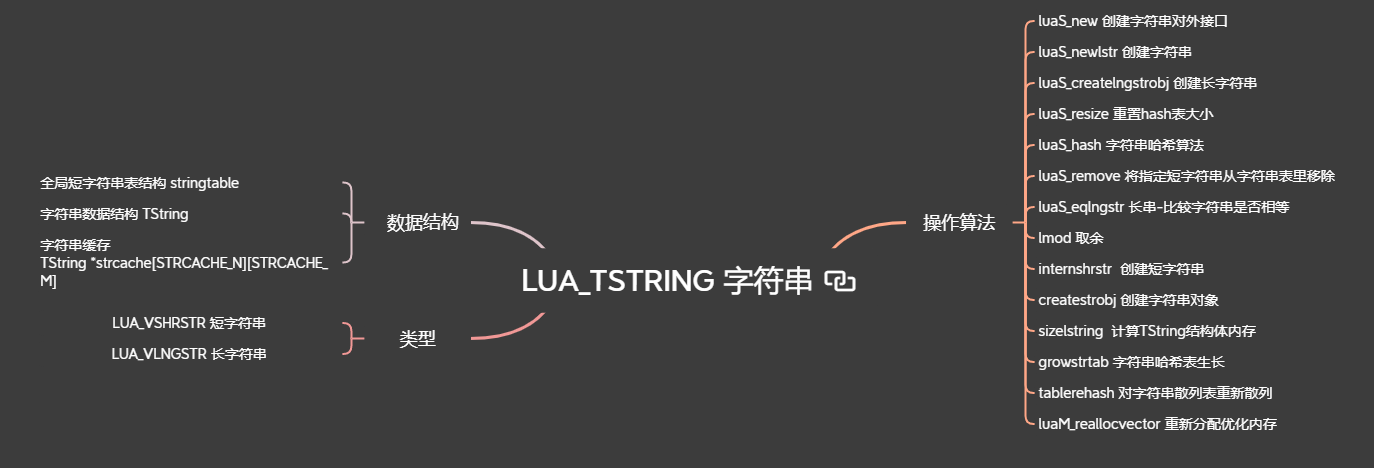 LUA_TSTRING 字符串
数据结构
全局短字符串表结构 stringtable
字符串数据结构 TString
字符串缓存
TString *strcache[STRCACHE_N][STRCACHE_
M]
类型
LUA_VSHRSTR 短字符串
LUA_VLNGSTR 长字符串
操作算法
luaS_new 创建字符串对外接口
luaS_newlstr 创建字符串
luaS_createlngstrobj 创建长字符串
luaS_resize 重置hash表大小
luaS_hash 字符串哈希算法
luaS_remove 将指定短字符串从字符串表里移除
luaS_eqlngstr 长串-比较字符串是否相等
lmod 取余
internshrstr 创建短字符串
createstrobj 创建字符串对象
sizelstring 计算TString结构体内存
growstrtab 字符串哈希表生长
tablerehash 对字符串散列表重新散列
luaM_reallocvector 重新分配优化内存